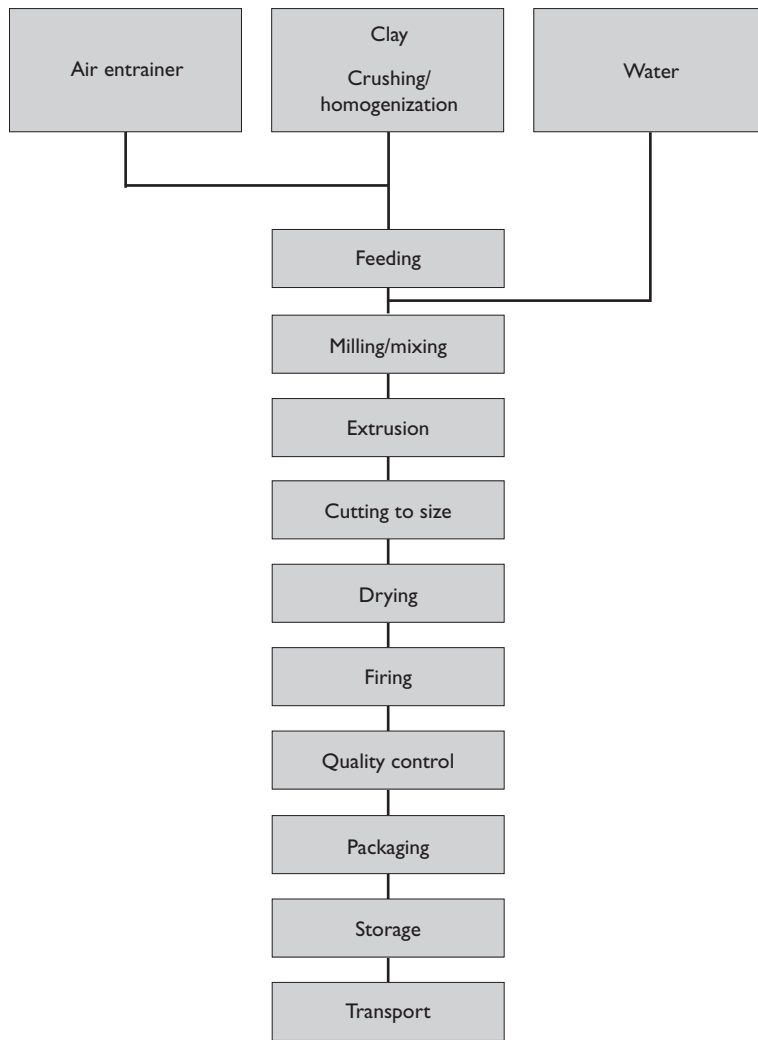 Air entrainer
Clay
Crushing/
homogenization
Water
Feeding
Milling/mixing
Extrusion
Cutting to size
Drying
Firing
Quality control
Packaging
Storage
Transport